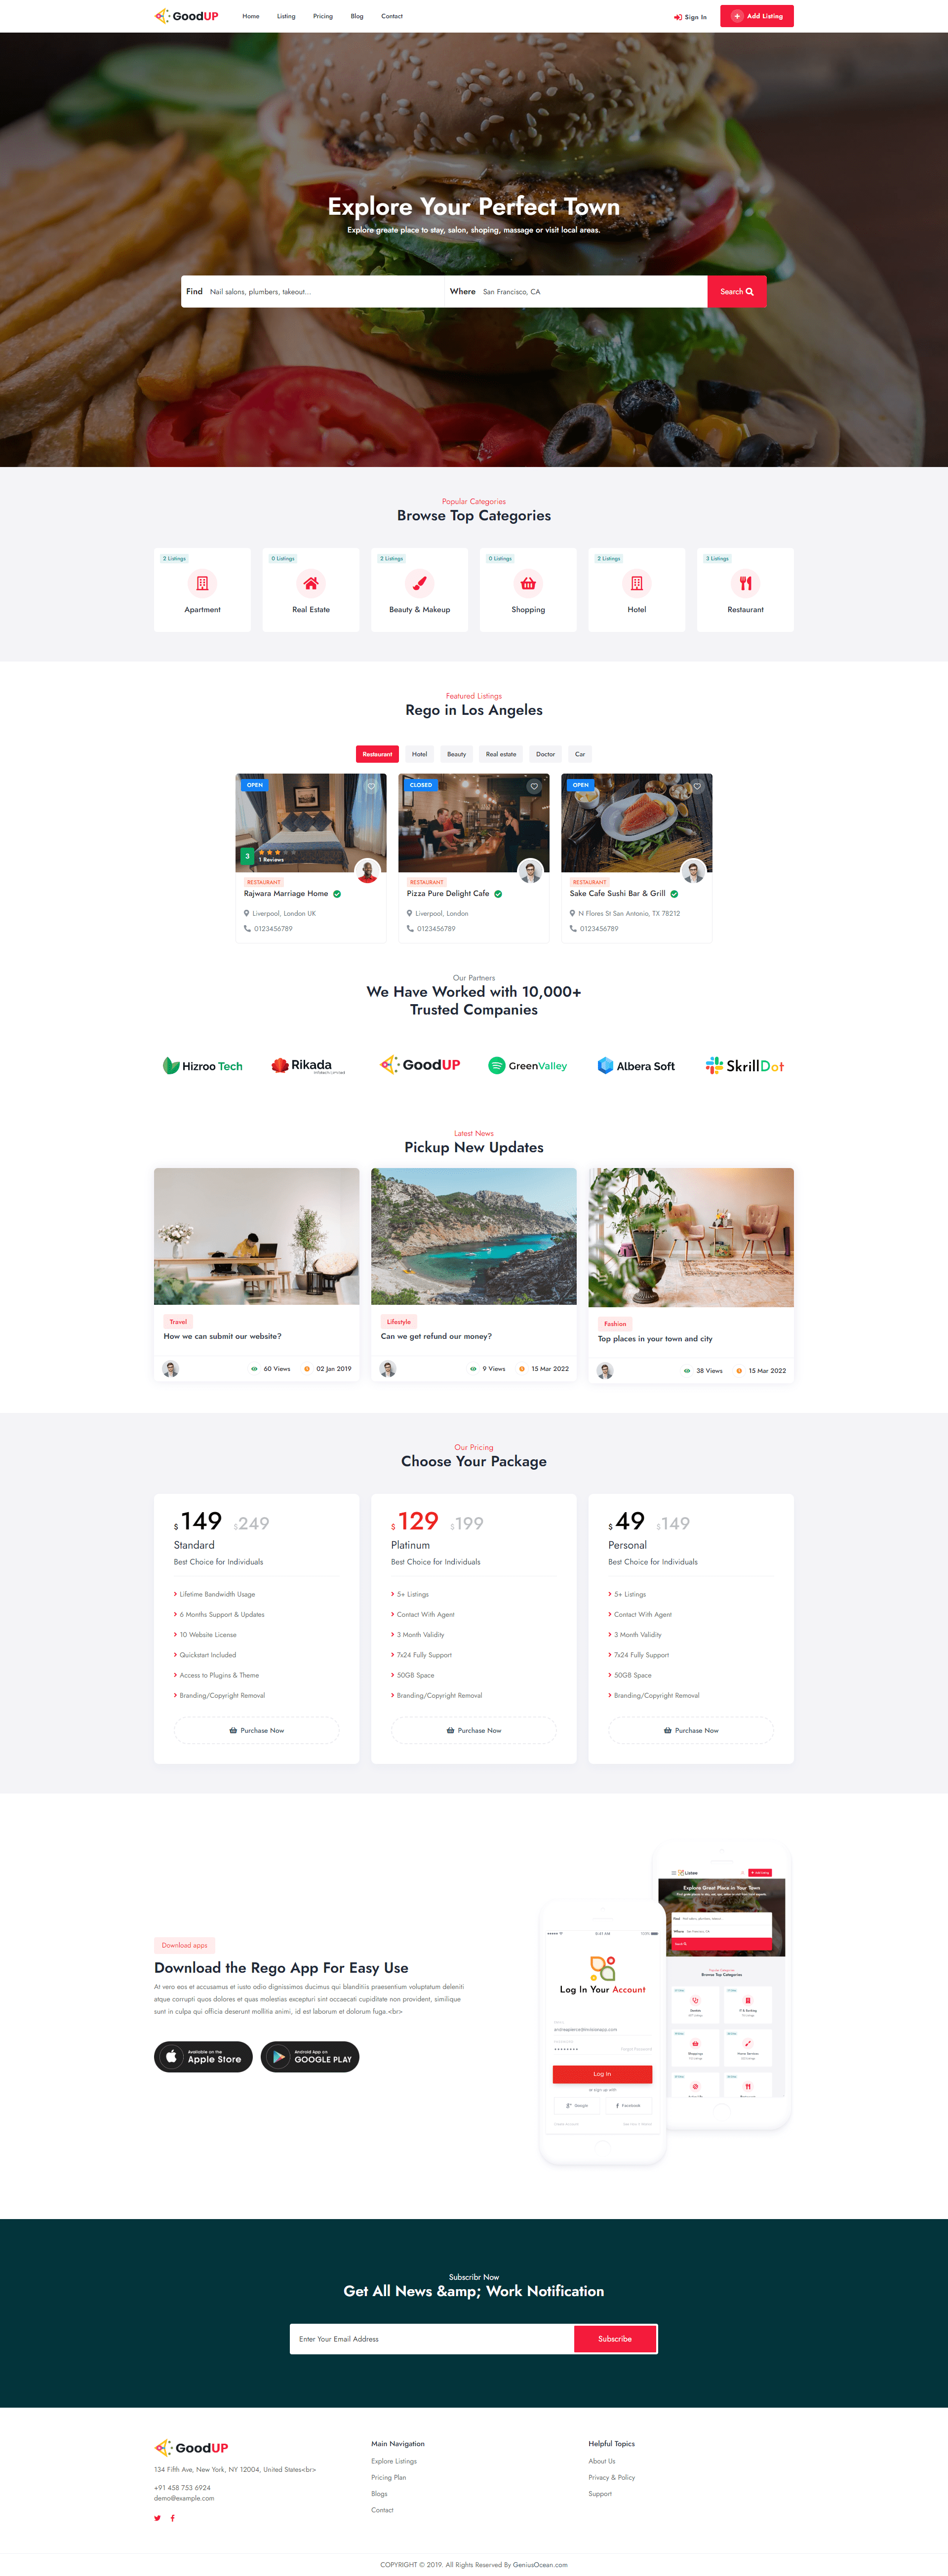 GoodUP
Home Listing Pricing Blog Contact
Sign In
Add Listing
Explore Your Perfect Town
Explore greate place to stay, salon, shoping, massage or visit local areas.
Find Nail salons, plumbers, takeout...
Where San Francisco, CA
Search
Popular Categories
Browse Top Categories
2 Listings
Apartment
0 Listings
Real Estate
2 Listings
Beauty & Makeup
0 Listings
Shopping
2 Listings
Hotel
3 Listings
Restaurant
Featured Listings
Rego in Los Angeles
Restaurant Hotel Beauty Real estate Doctor Car
OPEN
3
1 Reviews
RESTAURANT
Rajwara Marriage Home
Liverpool, London UK
0123456789
CLOSED
RESTAURANT
Pizza Pure Delight Cafe
Liverpool, London
0123456789
OPEN
RESTAURANT
Sake Cafe Sushi Bar & Grill
N Flores St San Antonio, TX 78212
0123456789
Our Partners
We Have Worked with 10,000+
Trusted Companies
Hizroo Tech
Rikada
GoodUP
GreenValley
Albera Soft
SkrillDot
Latest News
Pickup New Updates
Travel
How we can submit our website?
60 Views 02 Jan 2019
Lifestyle
Can we get refund our money?
9 Views 15 Mar 2022
Fashion
Top places in your town and city
38 Views 15 Mar 2022
Our Pricing
Choose Your Package
$149 $249
Standard
Best Choice for Individuals
Lifetime Bandwidth Usage
6 Months Support & Updates
10 Website License
Quickstart Included
Access to Plugins & Theme
Branding/Copyright Removal
Purchase Now
$129 $199
Platinum
Best Choice for Individuals
5+ Listings
Contact With Agent
3 Month Validity
7x24 Fully Support
50GB Space
Branding/Copyright Removal
Purchase Now
$49 $149
Personal
Best Choice for Individuals
5+ Listings
Contact With Agent
3 Month Validity
7x24 Fully Support
50GB Space
Branding/Copyright Removal
Purchase Now
Download apps
Download the Rego App For Easy Use
At vero eos et accusamus et iusto odio dignissimos ducimus qui blanditiis praesentium voluptatum deleniti
atque corrupti quos dolores et quas molestias excepturi sint occaecati cupiditate non provident, similique
sunt in culpa qui officia deserunt mollitia animi, id est laborum et dolorum fuga.<br>
Available on the
Apple Store
Android App on
GOOGLE PLAY
9:41 AM
Log In Your Account
Log In
or sign up with
Google
Facebook
Listee
Explore Great Place in Your Town
Browse Top Categories
Subscribr Now
Get All News &amp; Work Notification
Enter Your Email Address
Subscribe
GoodUP
134 Fifth Ave, New York, NY 12004, United States<br>
+91 458 753 6924
demo@example.com
Main Navigation
Explore Listings
Pricing Plan
Blogs
Contact
Helpful Topics
About Us
Privacy & Policy
Support
COPYRIGHT © 2019. All Rights Reserved By GeniusOcean.com